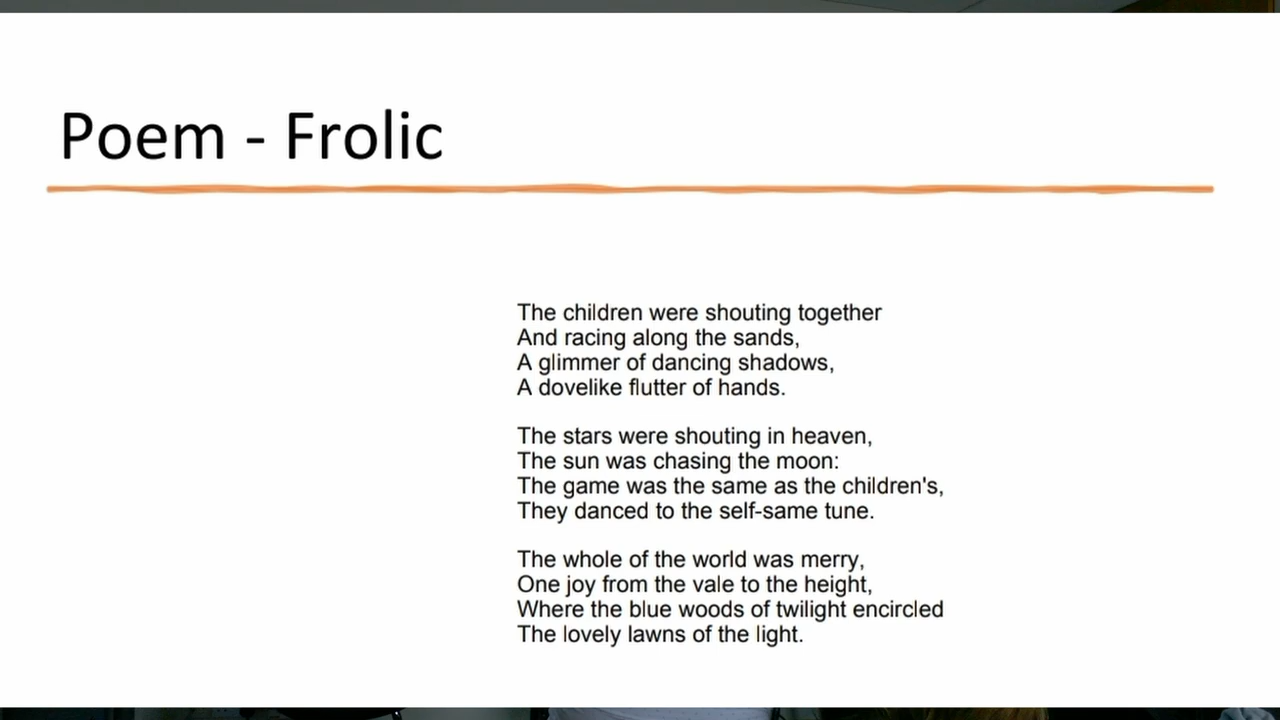 Poem - Frolic
The children were shouting together
And racing along the sands,
A glimmer of dancing shadows,
A dovelike flutter of hands.
The stars were shouting in heaven,
The sun was chasing the moon:
The game was the same as the children's,
They danced to the self-same tune.
The whole of the world was merry,
One joy from the vale to the height,
Where the blue woods of twilight encircled
The lovely lawns of the light.